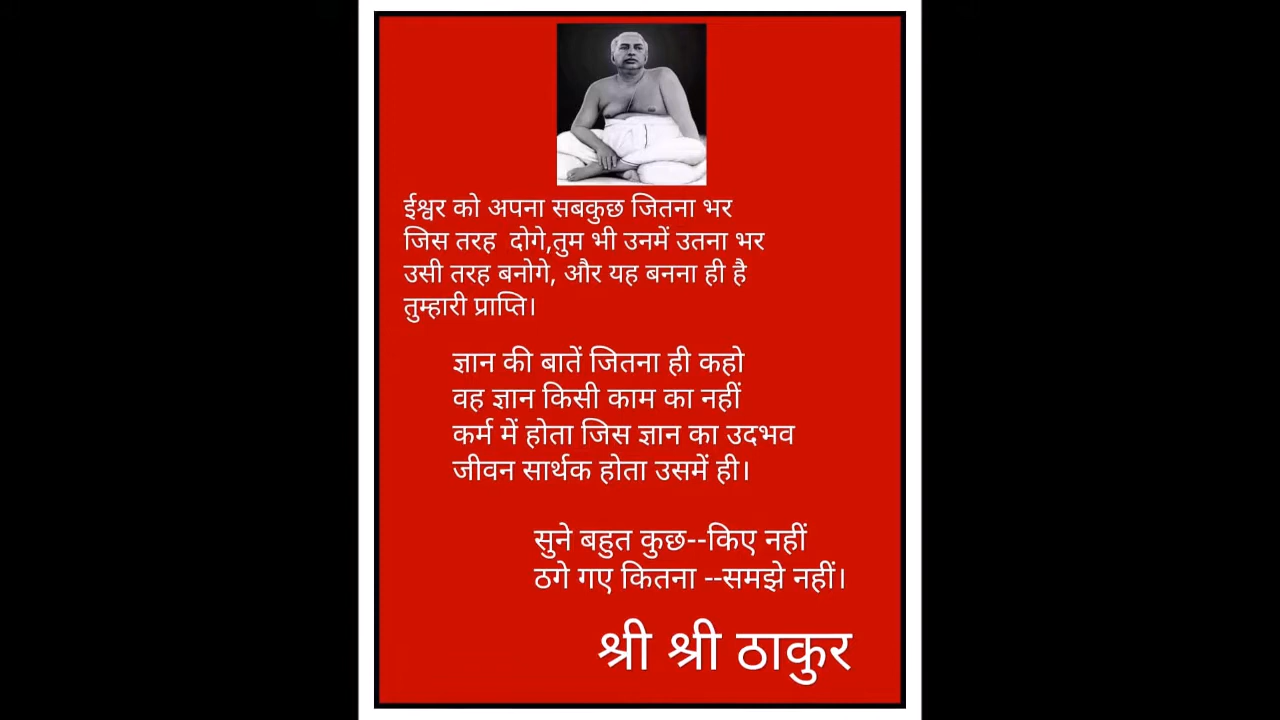 ईश्वर को अपना सबकुछ जितना भर
जिस तरह  दोगे,तुम भी उनमें उतना भर
उसी तरह बनोगे, और यह बनना ही है
तुम्हारी प्राप्ति।
ज्ञान की बातें जितना ही कहो
वह ज्ञान किसी काम का नहीं
कर्म में होता जिस ज्ञान का उदभव
जीवन सार्थक होता उसमें ही।
सुने बहुत कुछ--किए नहीं
ठगे गए कितना --समझे नहीं।
श्री श्री ठाकुर